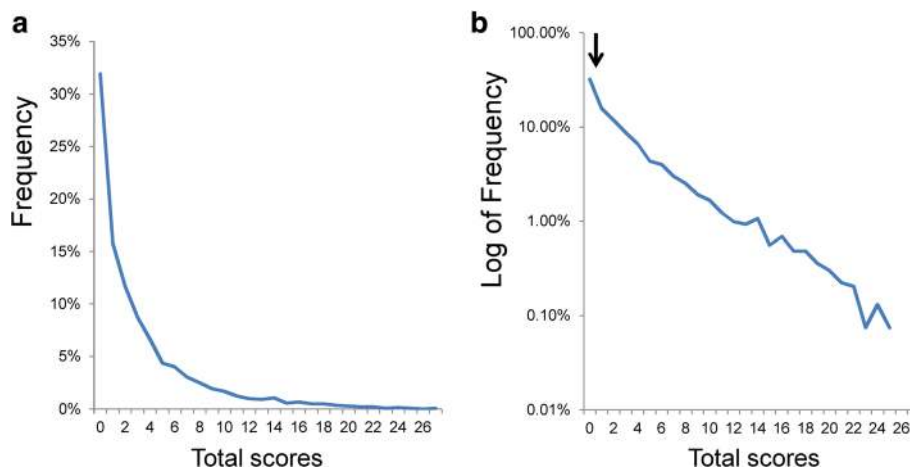 a
35%
30%
25%
20%
15%
10%
5%
0%
Frequency
0 2 4 6 8 10 12 14 16 18 20 22 24 26
Total scores
b
100.00%
10.00%
1.00%
0.10%
0.01%
Log of Frequency
0 2 4 6 8 10 12 14 16 18 20 22 24 26
Total scores